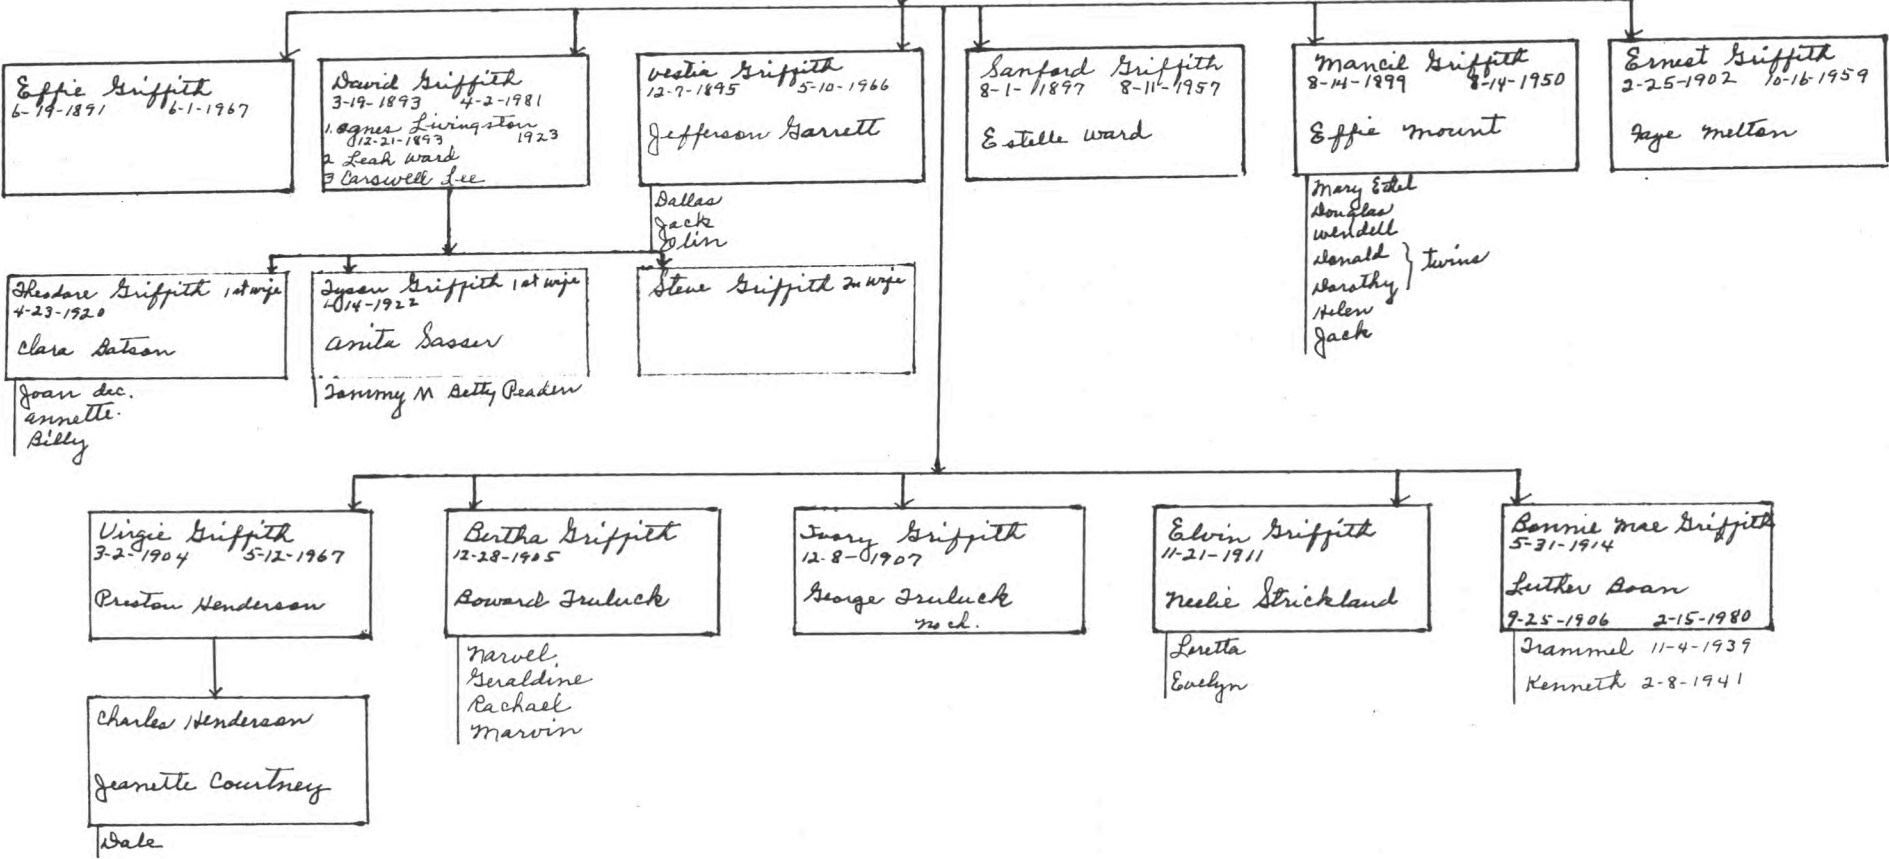 Effie Griffith
6-19-1891 6-1-1967
David Griffith
3-19-1893 4-2-1981
1. Agnes Livingston
12-21-1893 1923
2 Leah Ward
3 Carswell Lee
Vestia Griffith
12-7-1895 5-10-1966
Jefferson Garrett
Dallas
Jack
Olin
Sanford Griffith
8-1-1897 8-11-1957
Estelle Ward
Mancil Griffith
8-14-1899 8-14-1950
Effie Mount
Mary Ethel
Douglas
Wendell
Donald
Dorothy
twins
Helen
Jack
Ernest Griffith
2-25-1902 10-16-1959
Faye Melton
Theodore Griffith 1st wife
4-23-1920
Clara Batson
Joan dec.
Annette
Billy
Tyson Griffith 1st wife
14-1922
Anita Sasser
Tommy M Betty Peaden
Steve Griffith 2n wife
Virgie Griffith
3-2-1904 5-12-1967
Preston Henderson
Charles Henderson
Jeanette Courtney
Dale
Bertha Griffith
12-28-1905
Boward Truluck
Narvel
Geraldine
Rachael
Marvin
Ivory Griffith
12-8-1907
George Truluck
no ch.
Elvin Griffith
11-21-1911
Neelie Strickland
Loretta
Evelyn
Bonnie Mae Griffith
5-31-1914
Luther Boan
9-25-1906 2-15-1980
Trammel 11-4-1939
Kenneth 2-8-1941